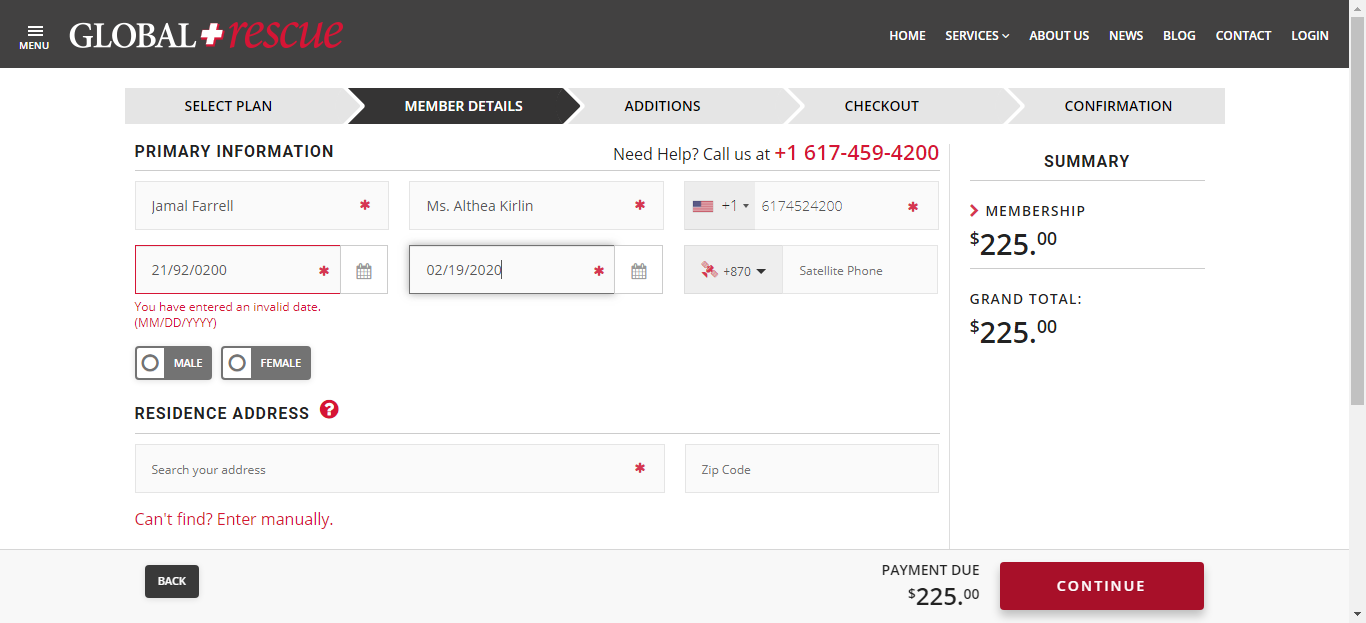 MENU
GLOBAL rescue
HOME
SERVICES
ABOUT US
NEWS
BLOG
CONTACT
LOGIN
SELECT PLAN
MEMBER DETAILS
ADDITIONS
CHECKOUT
CONFIRMATION
PRIMARY INFORMATION
Need Help? Call us at +1 617-459-4200
Jamal Farrell *
Ms. Althea Kirlin *
+1 6174524200 *
21/92/0200 *
02/19/2020 *
+870 Satellite Phone
You have entered an invalid date.
(MM/DD/YYYY)
MALE
FEMALE
RESIDENCE ADDRESS ?
Search your address *
Zip Code
Can't find? Enter manually.
SUMMARY
MEMBERSHIP
$225.00
GRAND TOTAL:
$225.00
BACK
PAYMENT DUE
$225.00
CONTINUE